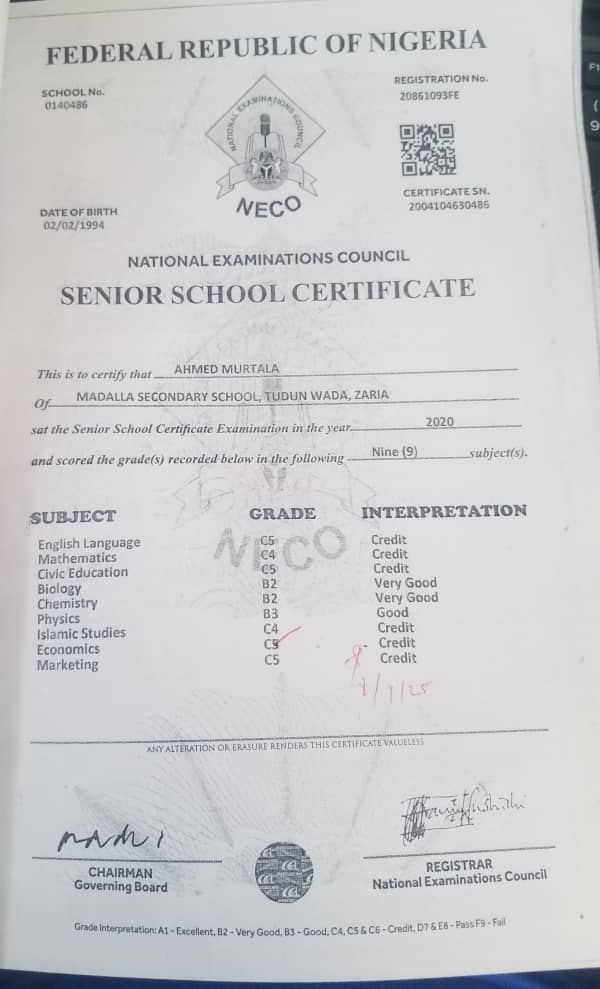 FEDERAL REPUBLIC OF NIGERIA
SCHOOL No.
0140486
REGISTRATION No.
20861093FE
NATIONAL EXAMINATIONS COUNCIL
NECO
CERTIFICATE SN.
2004104630486
DATE OF BIRTH
02/02/1994
NATIONAL EXAMINATIONS COUNCIL
SENIOR SCHOOL CERTIFICATE
This is to certify that AHMED MURTALA
Of MADALLA SECONDARY SCHOOL, TUDUN WADA, ZARIA
sat the Senior School Certificate Examination in the year 2020
and scored the grade(s) recorded below in the following Nine (9) subject(s).
SUBJECT GRADE INTERPRETATION
English Language C5 Credit
Mathematics C4 Credit
Civic Education C5 Credit
Biology B2 Very Good
Chemistry B2 Very Good
Physics B3 Good
Islamic Studies C4 Credit
Economics Credit
Marketing C5 Credit
NECO
ANY ALTERATION OR ERASURE RENDERS THIS CERTIFICATE VALUELESS
CHAIRMAN
Governing Board
REGISTRAR
National Examinations Council
Grade Interpretation: A1 - Excellent, B2 - Very Good, B3 - Good, C4, C5 & C6 - Credit, D7 & E8 - Pass F9 - Fail
F1
9